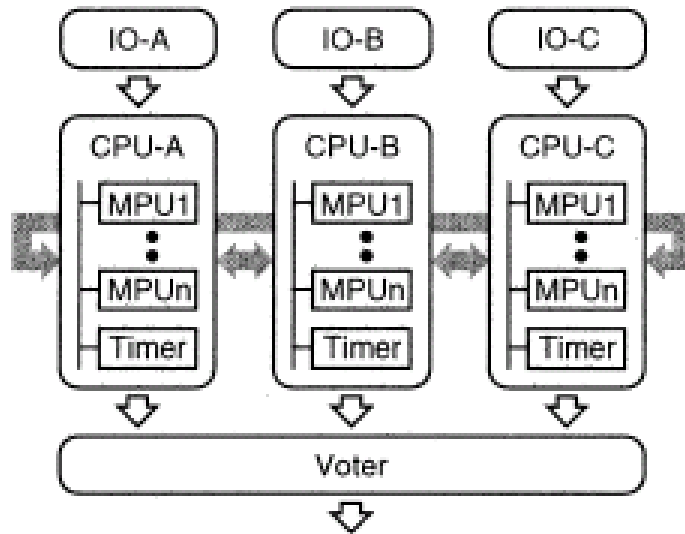 IO-A IO-B IO-C
CPU-A CPU-B CPU-C
MPU1 MPU1 MPU1
MPUn MPUn MPUn
Timer Timer Timer
Voter